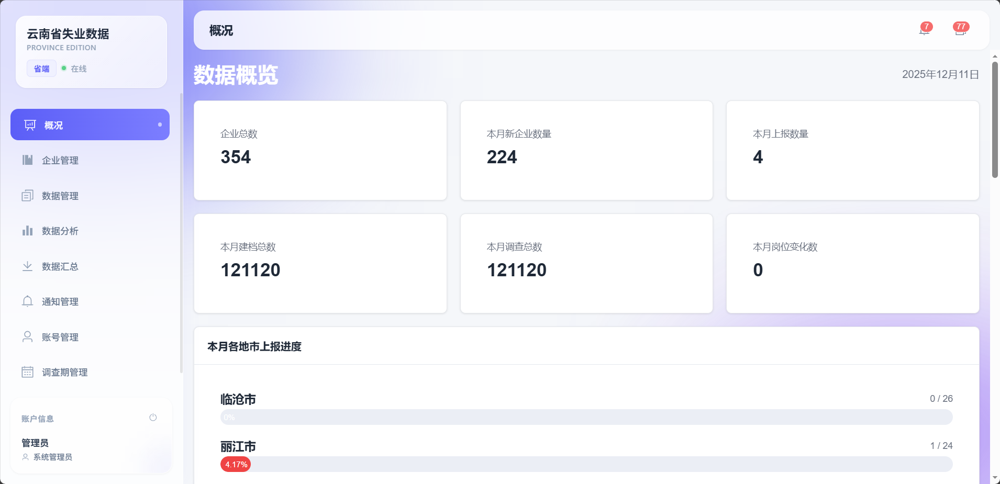 云南省失业数据
PROVINCE EDITION
省端 在线
概况
企业管理
数据管理
数据分析
数据汇总
通知管理
账号管理
调查期管理
账户信息
管理员
系统管理员
概况
7
77
数据概览
2025年12月11日
企业总数
354
本月新企业数量
224
本月上报数量
4
本月建档总数
121120
本月调查总数
121120
本月岗位变化数
0
本月各地市上报进度
临沧市
0 / 26
0%
丽江市
1 / 24
4.17%